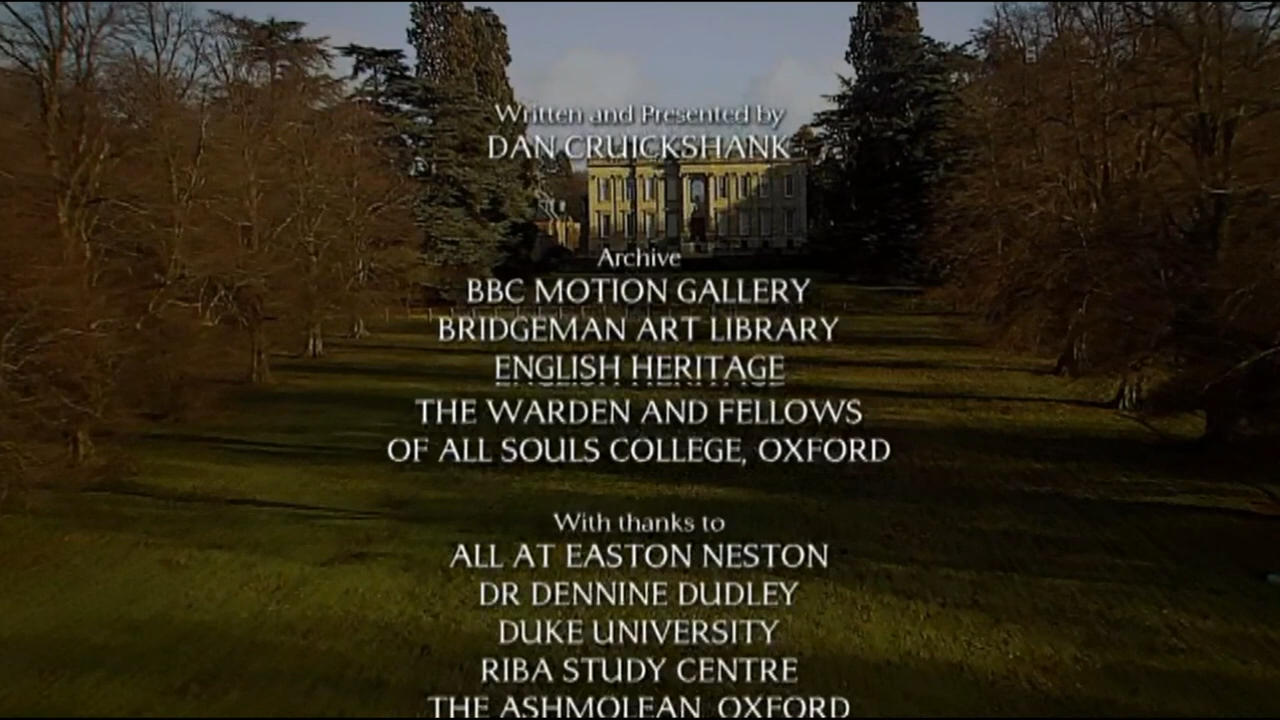 Written and Presented by
DAN CRUICKSHANK
Archive
BBC MOTION GALLERY
BRIDGEMAN ART LIBRARY
ENGLISH HERITAGE
THE WARDEN AND FELLOWS
OF ALL SOULS COLLEGE, OXFORD
With thanks to
ALL AT EASTON NESTON
DR DENNINE DUDLEY
DUKE UNIVERSITY
RIBA STUDY CENTRE
THE ASHMOLEAN, OXFORD